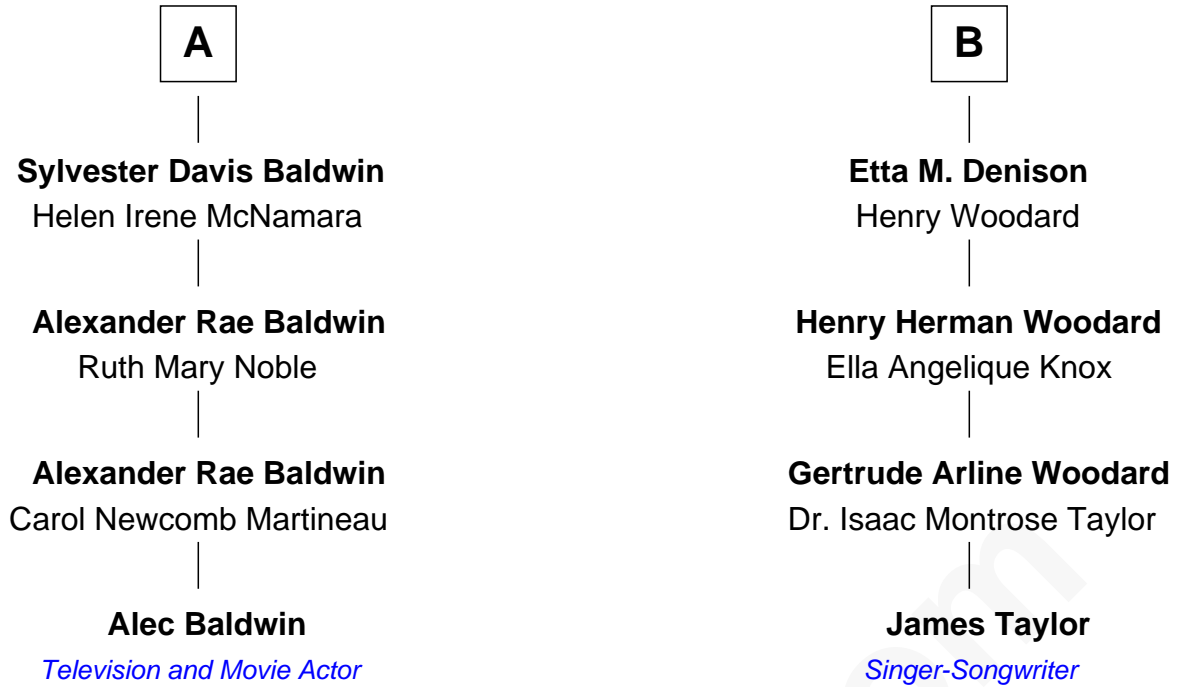 A
B
Sylvester Davis Baldwin
Helen Irene McNamara
Etta M. Denison
Henry Woodard
Alexander Rae Baldwin
Ruth Mary Noble
Henry Herman Woodard
Ella Angelique Knox
Alexander Rae Baldwin
Carol Newcomb Martineau
Gertrude Arline Woodard
Dr. Isaac Montrose Taylor
Alec Baldwin
Television and Movie Actor
James Taylor
Singer-Songwriter